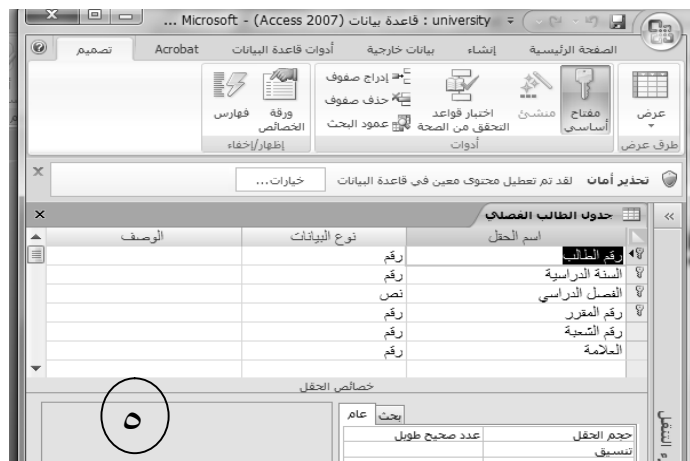 university : قاعدة بيانات (Access 2007) - Microsoft ...
الصفحة الرئيسية إنشاء بيانات خارجية أدوات قاعدة البيانات Acrobat تصميم
عرض
طرق عرض
مفتاح أساسي
منشئ
اختبار قواعد التحقق من الصحة
إدراج صفوف
حذف صفوف
عمود البحث
أدوات
ورقة الخصائص
فهارس
إظهار/إخفاء
تحذير أمان لقد تم تعطيل محتوى معين في قاعدة البيانات خيارات...
جدول الطالب الفصلي
اسم الحقل نوع البيانات الوصف
رقم الطالب رقم
السنة الدراسية رقم
الفصل الدراسي نص
رقم المقرر رقم
رقم الشعبة رقم
العلامة رقم
خصائص الحقل
عام بحث
حجم الحقل عدد صحيح طويل
تنسيق
٥